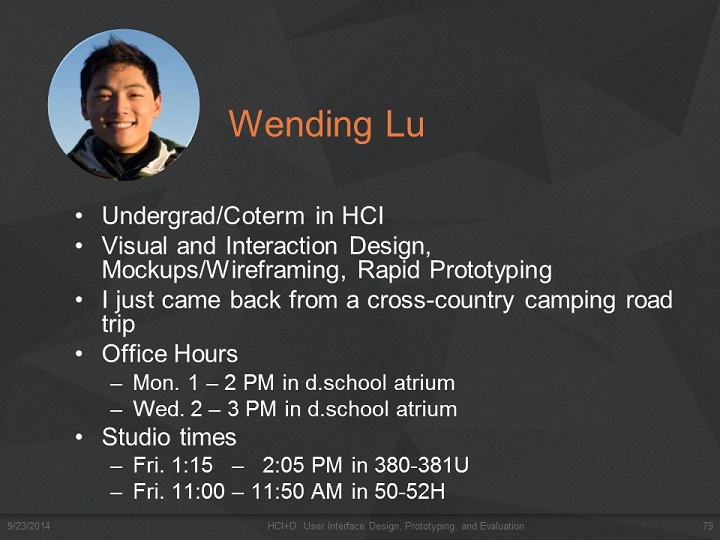 Wending Lu
• Undergrad/Coterm in HCI
• Visual and Interaction Design,
Mockups/Wireframing, Rapid Prototyping
• I just came back from a cross-country camping road
trip
• Office Hours
– Mon. 1 – 2 PM in d.school atrium
– Wed. 2 – 3 PM in d.school atrium
• Studio times
– Fri. 1:15 – 2:05 PM in 380-381U
– Fri. 11:00 – 11:50 AM in 50-52H
9/23/2014 HCI+D: User Interface Design, Prototyping, and Evaluation 79